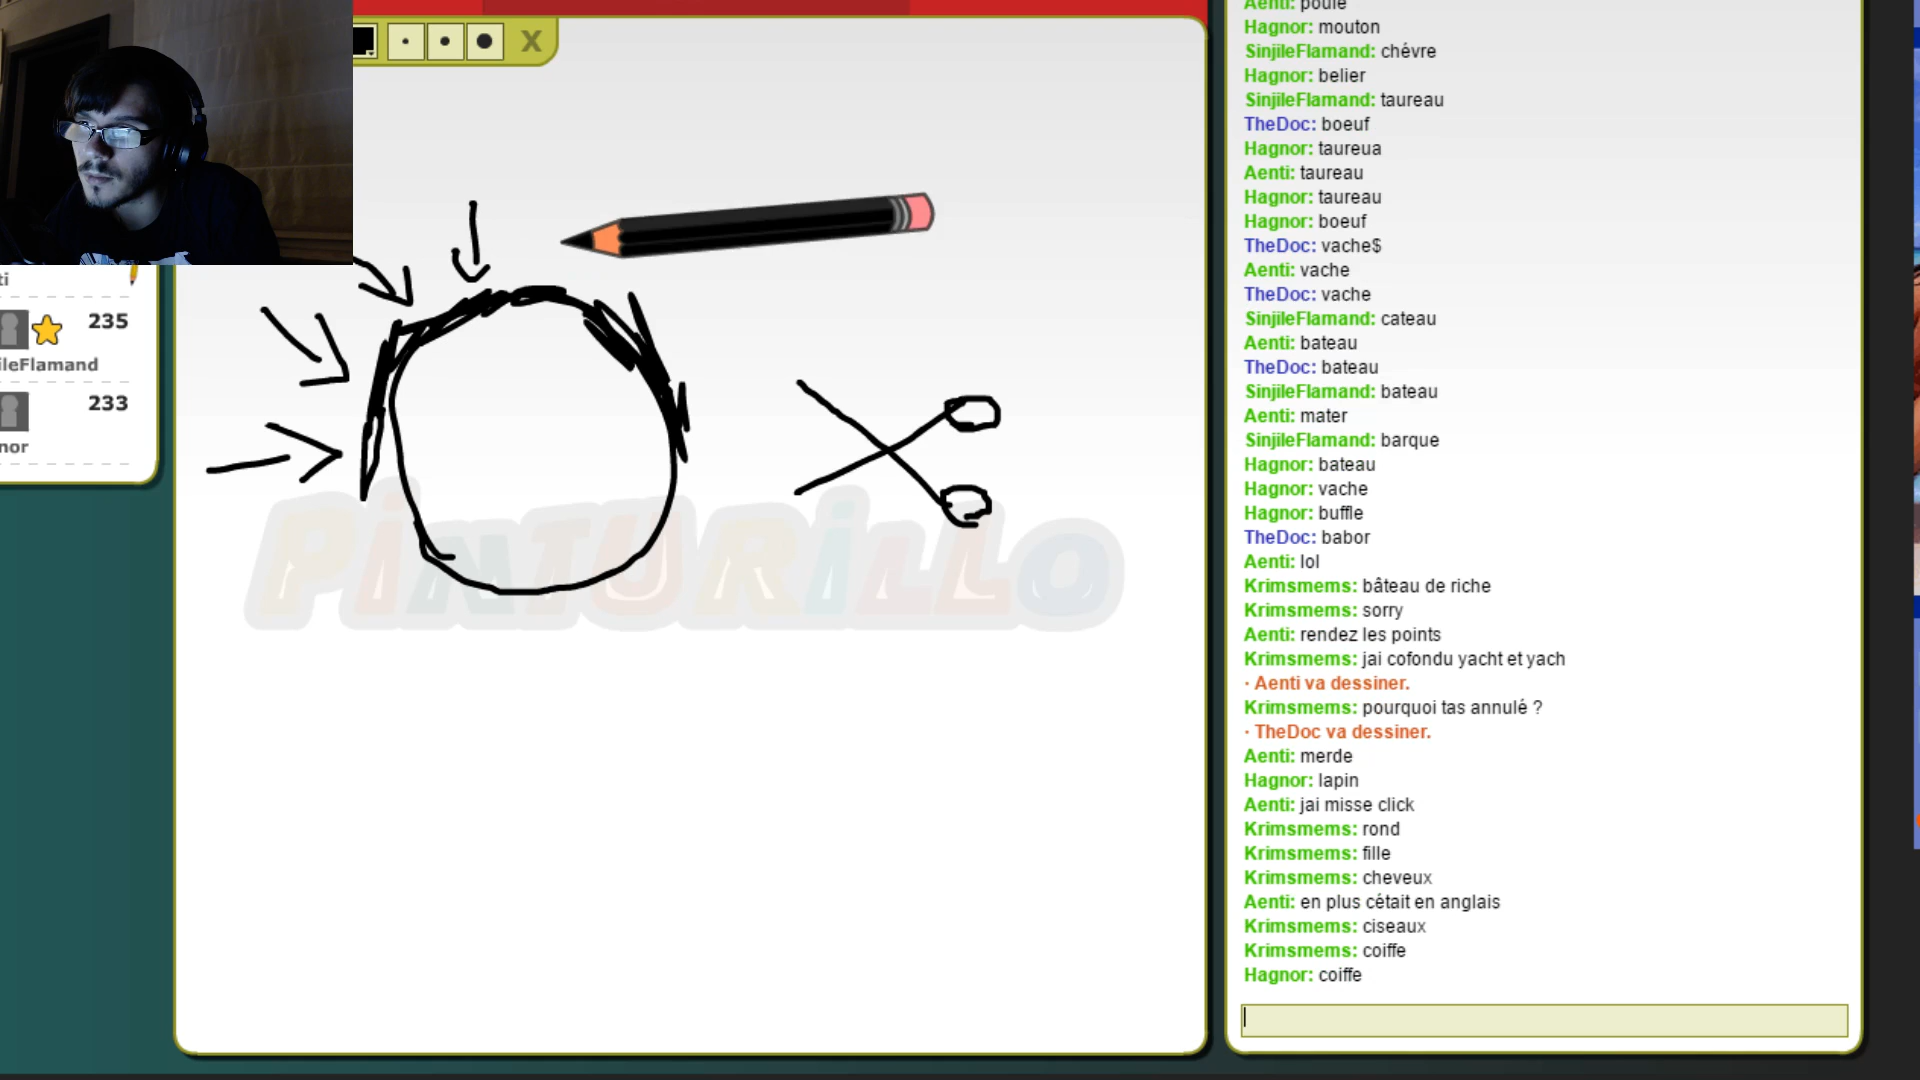 X
ti
235
ileFlamand
233
nor
PiNTURiLLO
Aenti: poule
Hagnor: mouton
SinjileFlamand: chévre
Hagnor: belier
SinjileFlamand: taureau
TheDoc: boeuf
Hagnor: taureua
Aenti: taureau
Hagnor: taureau
Hagnor: boeuf
TheDoc: vache$
Aenti: vache
TheDoc: vache
SinjileFlamand: cateau
Aenti: bateau
TheDoc: bateau
SinjileFlamand: bateau
Aenti: mater
SinjileFlamand: barque
Hagnor: bateau
Hagnor: vache
Hagnor: buffle
TheDoc: babor
Aenti: lol
Krimsmems: bâteau de riche
Krimsmems: sorry
Aenti: rendez les points
Krimsmems: jai cofondu yacht et yach
· Aenti va dessiner.
Krimsmems: pourquoi tas annulé ?
· TheDoc va dessiner.
Aenti: merde
Hagnor: lapin
Aenti: jai misse click
Krimsmems: rond
Krimsmems: fille
Krimsmems: cheveux
Aenti: en plus cétait en anglais
Krimsmems: ciseaux
Krimsmems: coiffe
Hagnor: coiffe